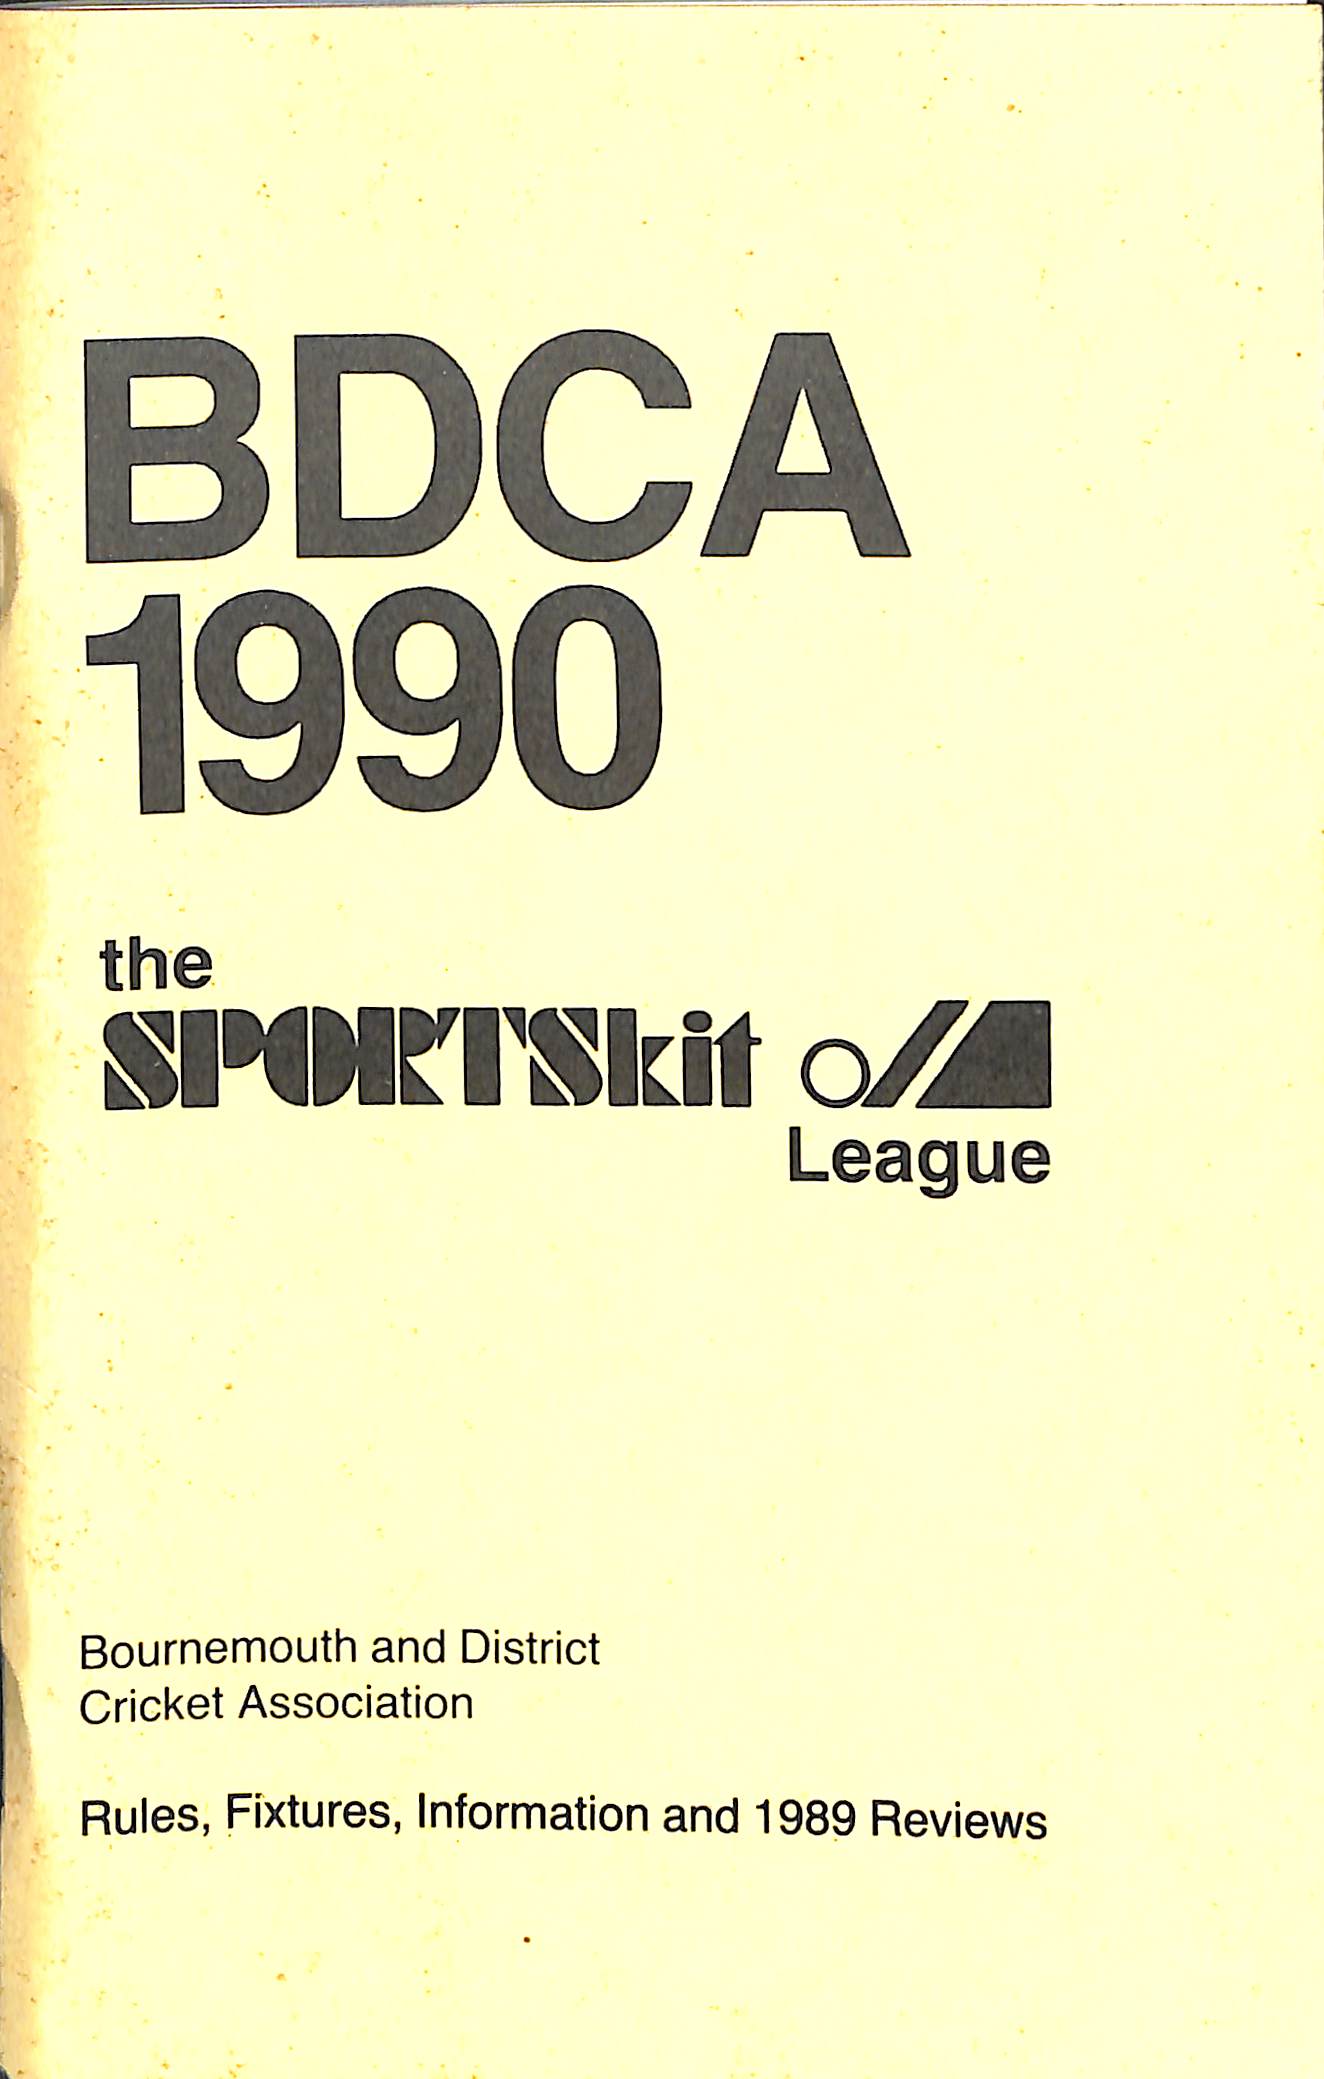 BDCA
1990
the
SPORTSkit
League
Bournemouth and District
Cricket Association
Rules, Fixtures, Information and 1989 Reviews